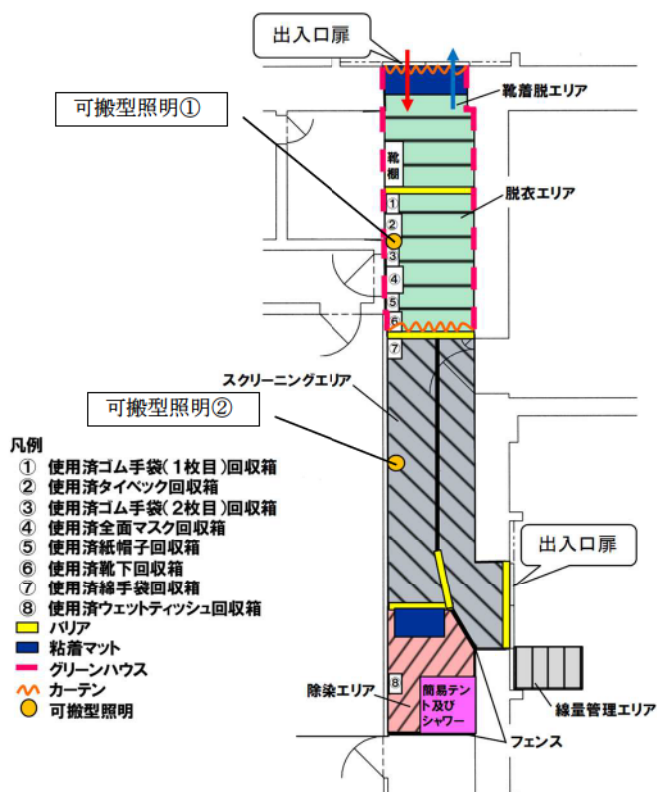 出入口扉
可搬型照明①
靴着脱エリア
靴棚
脱衣エリア
①
②
③
④
⑤
⑥
⑦
スクリーニングエリア
可搬型照明②
凡例
① 使用済ゴム手袋(1枚目)回収箱
② 使用済タイベック回収箱
③ 使用済ゴム手袋(2枚目)回収箱
④ 使用済全面マスク回収箱
⑤ 使用済紙帽子回収箱
⑥ 使用済靴下回収箱
⑦ 使用済綿手袋回収箱
⑧ 使用済ウェットティッシュ回収箱
バリア
粘着マット
グリーンハウス
カーテン
可搬型照明
出入口扉
⑧
除染エリア
簡易テン
ト及び
シャワー
線量管理エリア
フェンス